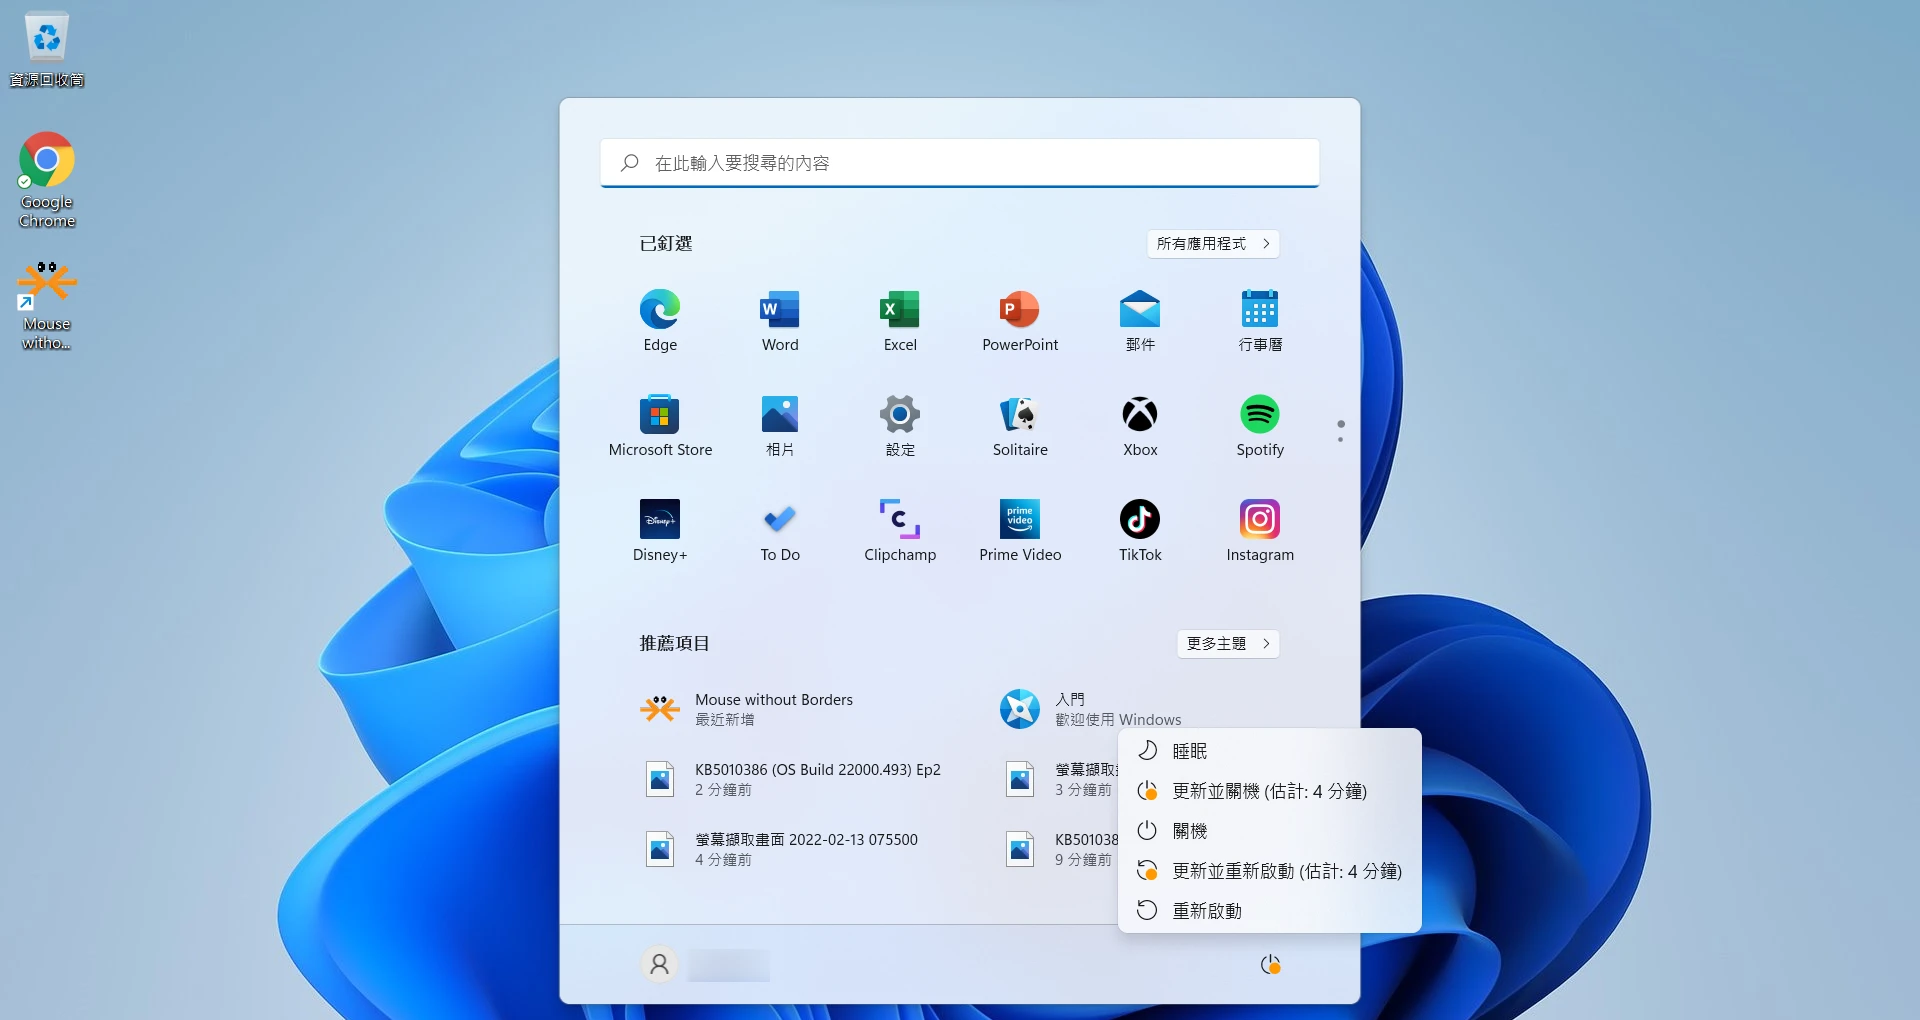 資源回收筒
Google
Chrome
Mouse
witho...
在此輸入要搜尋的內容
已釘選
所有應用程式
Edge
Word
Excel
PowerPoint
郵件
行事曆
Microsoft Store
相片
設定
Solitaire
Xbox
Spotify
Disney+
prime
video
Disney+
To Do
Clipchamp
Prime Video
TikTok
Instagram
推薦項目
更多主題
Mouse without Borders
最近新增
入門
歡迎使用 Windows
KB5010386 (OS Build 22000.493) Ep2
2 分鐘前
螢幕擷取
3 分鐘前
螢幕擷取畫面 2022-02-13 075500
4 分鐘前
KB501038
9 分鐘前
睡眠
更新並關機 (估計: 4 分鐘)
關機
更新並重新啟動 (估計: 4 分鐘)
重新啟動